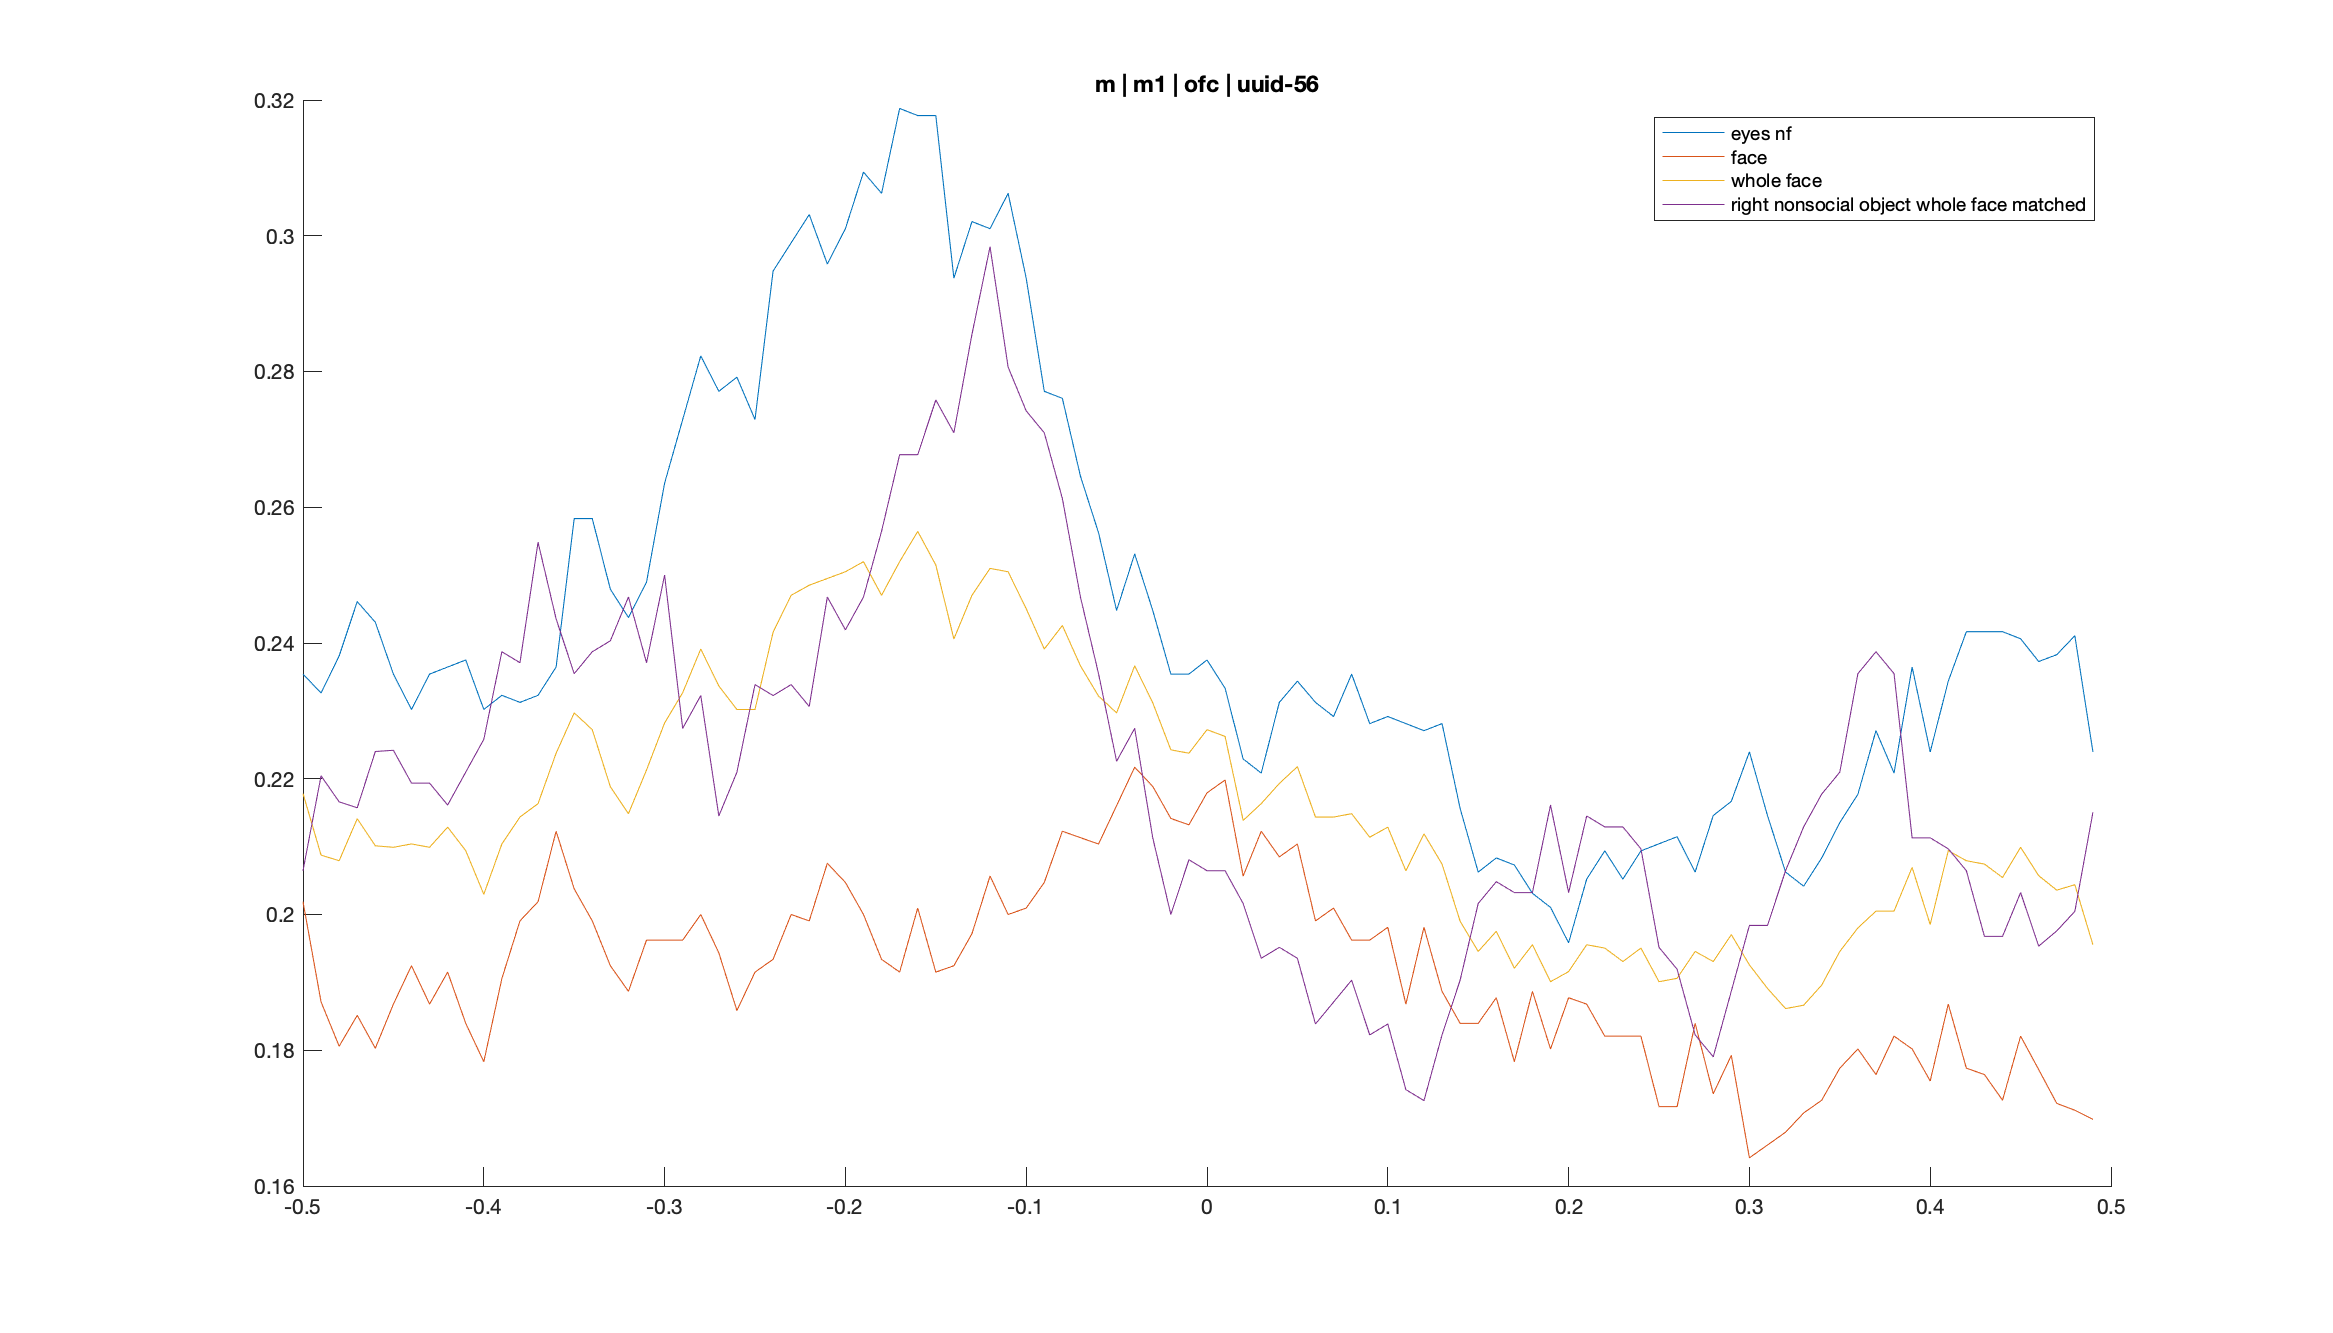 m | m1 | ofc | uuid-56
eyes nf
face
whole face
right nonsocial object whole face matched
0.32
0.3
0.28
0.26
0.24
0.22
0.2
0.18
0.16
-0.5 -0.4 -0.3 -0.2 -0.1 0 0.1 0.2 0.3 0.4 0.5